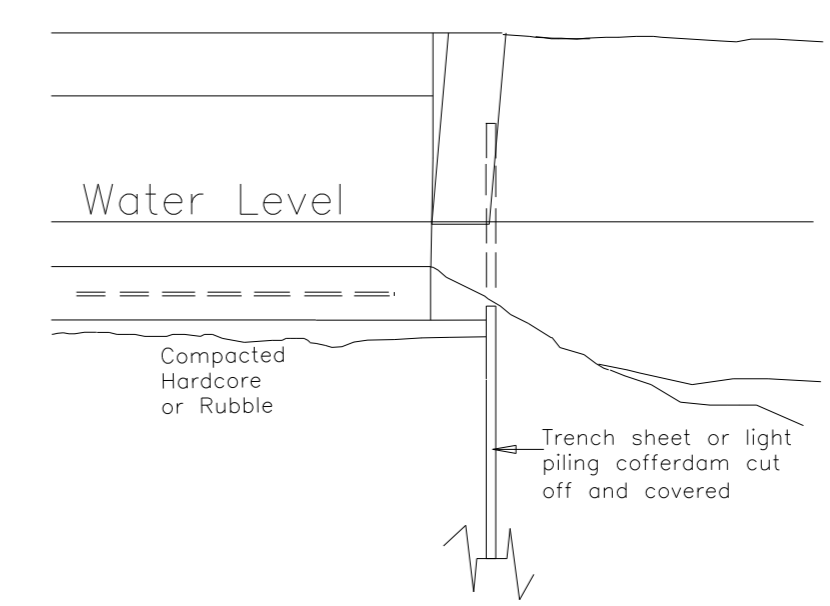 Water Level
Compacted
Hardcore
or Rubble
Trench sheet or light
piling cofferdam cut
off and covered